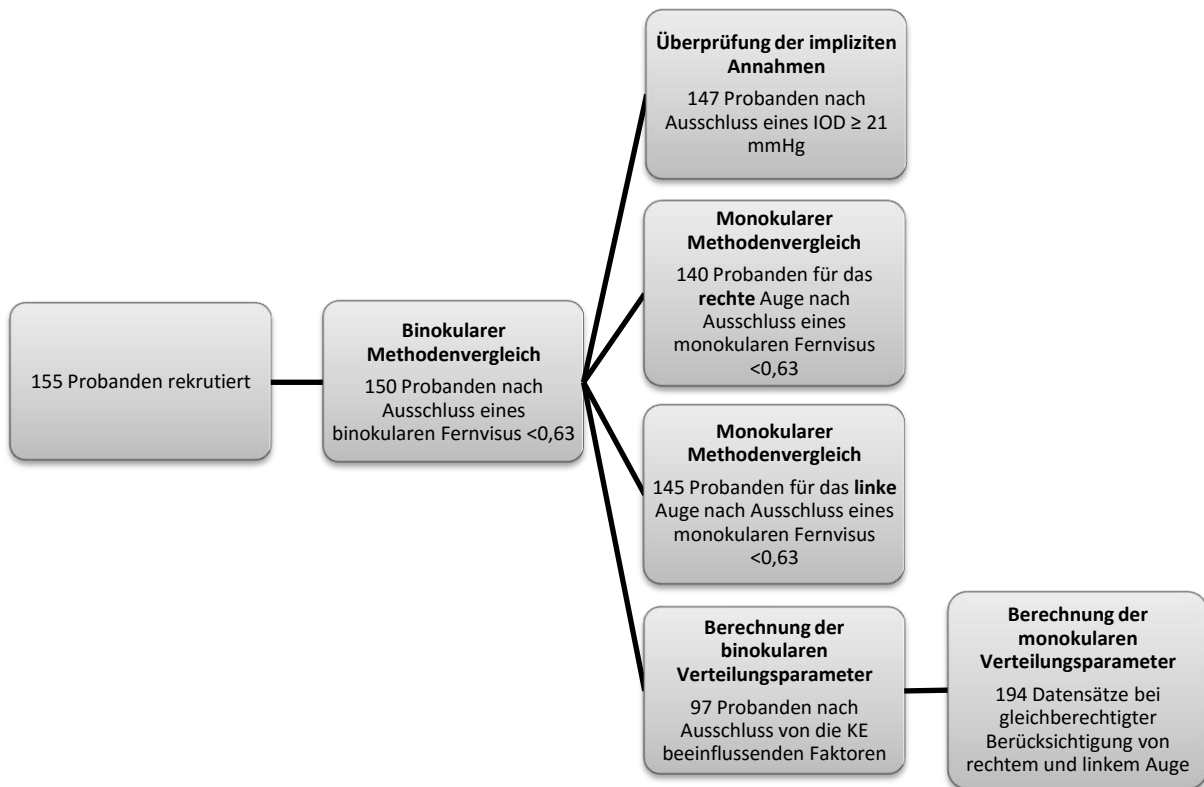 155 Probanden rekrutiert
Binokularer
Methodenvergleich
150 Probanden nach
Ausschluss eines
binokularen Fernvisus <0,63
Überprüfung der impliziten
Annahmen
147 Probanden nach
Ausschluss eines IOD ≥ 21
mmHg
Monokularer
Methodenvergleich
140 Probanden für das
rechte Auge nach
Ausschluss eines
monokularen Fernvisus
<0,63
Monokularer
Methodenvergleich
145 Probanden für das linke
Auge nach Ausschluss eines
monokularen Fernvisus
<0,63
Berechnung der
binokularen
Verteilungsparameter
97 Probanden nach
Ausschluss von die KE
beeinflussenden Faktoren
Berechnung der
monokularen
Verteilungsparameter
194 Datensätze bei
gleichberechtigter
Berücksichtigung von
rechtem und linkem Auge